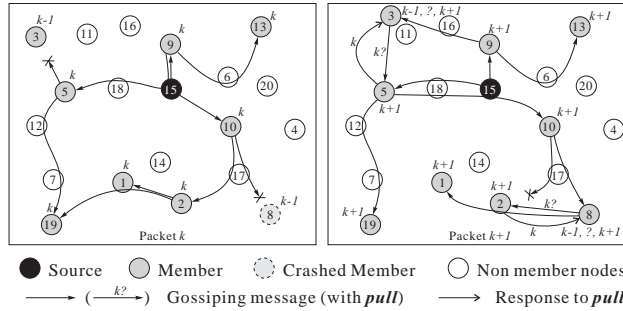 k-1
3
11
16
k
9
k
13
k
5
18
15
6
20
12
10
k
4
k
14
17
7
k
1
k
2
k
19
k-1
8
Packet k
k-1, ?, k+1
3
11
16
k+1
9
k+1
13
k
k?
5
k+1
18
15
6
20
12
k+1
10
4
14
17
7
k+1
1
k+1
2
k?
k
8
k-1, ?, k+1
k+1
19
Packet k+1
Source
Member
Crashed Member
Non member nodes
( k? ) Gossiping message (with pull)
Response to pull